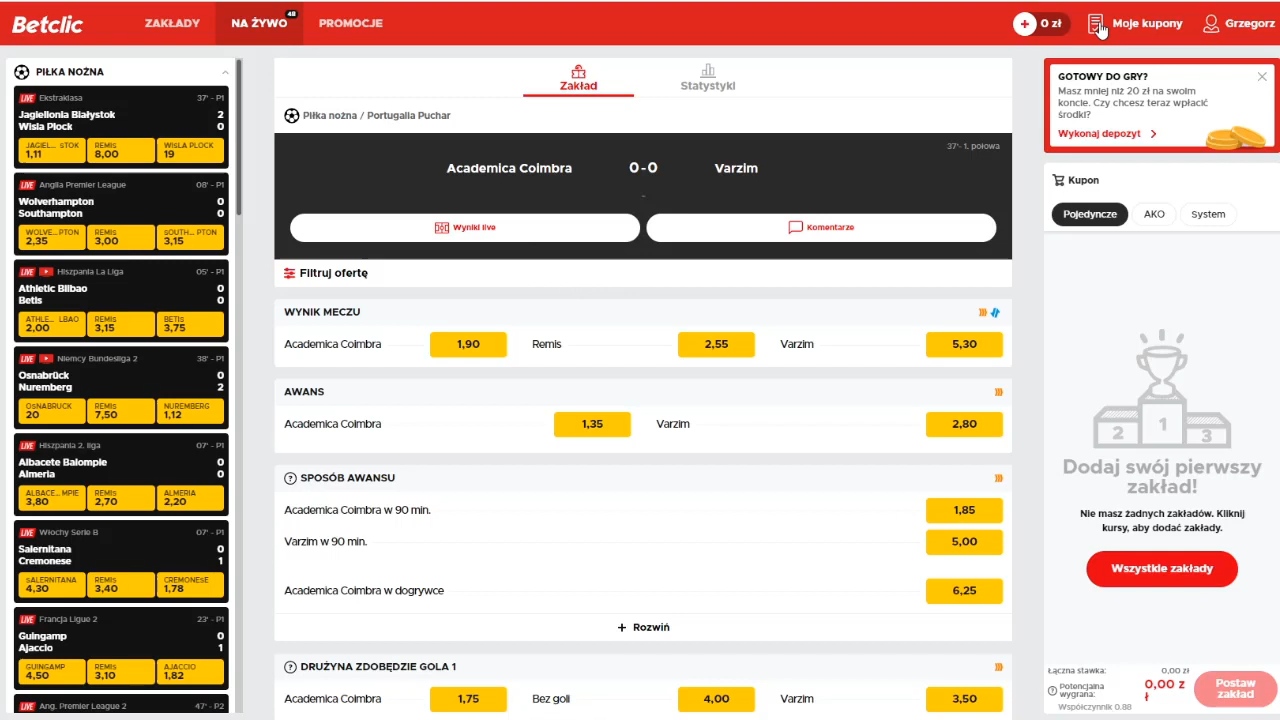 Betclic
ZAKŁADY
NA ŻYWO 48
PROMOCJE
0 zł
Moje kupony
Grzegorz
PIŁKA NOŻNA
LIVE Ekstraklasa 37' - P1
Jagiellonia Białystok 2
Wisla Plock 0
JAGIEL... STOK REMIS WISLA PLOCK
1,11 8,00 19
LIVE Anglia Premier League 08' - P1
Wolverhampton 0
Southampton 0
WOLVE... PTON REMIS SOUTH... PTON
2,35 3,00 3,15
LIVE Hiszpania La Liga 05' - P1
Athletic Bilbao 0
Betis 0
ATHLE... LBAO REMIS BETIS
2,00 3,15 3,75
LIVE Niemcy Bundesliga 2 38' - P1
Osnabrück 0
Nuremberg 2
OSNABRUCK REMIS NUREMBERG
20 7,50 1,12
LIVE Hiszpania 2. liga 07' - P1
Albacete Balompie 0
Almeria 0
ALBACE... MPIE REMIS ALMERIA
3,80 2,70 2,20
LIVE Włochy Serie B 07' - P1
Salernitana 0
Cremonese 1
SALERNITANA REMIS CREMONESE
4,30 3,40 1,78
LIVE Francja Ligue 2 23' - P1
Guingamp 0
Ajaccio 1
GUINGAMP REMIS AJACCIO
4,50 3,10 1,82
LIVE Ang. Premier League 2 47' - P2
Zakład
Statystyki
Piłka nożna / Portugalia Puchar
37'- 1. połowa
Academica Coimbra 0-0 Varzim
-
Wyniki live
Komentarze
Filtruj ofertę
WYNIK MECZU
Academica Coimbra 1,90 Remis 2,55 Varzim 5,30
AWANS
Academica Coimbra 1,35 Varzim 2,80
SPOSÓB AWANSU
Academica Coimbra w 90 min. 1,85
Varzim w 90 min. 5,00
Academica Coimbra w dogrywce 6,25
+ Rozwiń
DRUŻYNA ZDOBĘDZIE GOLA 1
Academica Coimbra 1,75 Bez goli 4,00 Varzim 3,50
GOTOWY DO GRY?
Masz mniej niż 20 zł na swoim
koncie. Czy chcesz teraz wpłacić
środki?
Wykonaj depozyt
Kupon
Pojedyncze AKO System
1
2
3
Dodaj swój pierwszy
zakład!
Nie masz żadnych zakładów. Kliknij
kursy, aby dodać zakłady.
Wszystkie zakłady
Łączna stawka: 0,00 zł
Potencjalna
wygrana:
0,00 z
ł
Współczynnik 0.88
Postaw
zakład